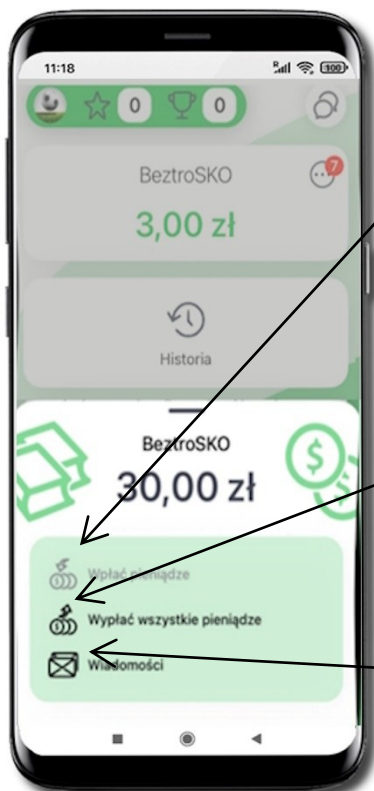 11:18
R
100
0
0
BeztroSKO
7
3,00 zł
Historia
BeztroSKO
30,00 zł
$
Wpłać pieniądze
Wypłać wszystkie pieniądze
Wiadomości